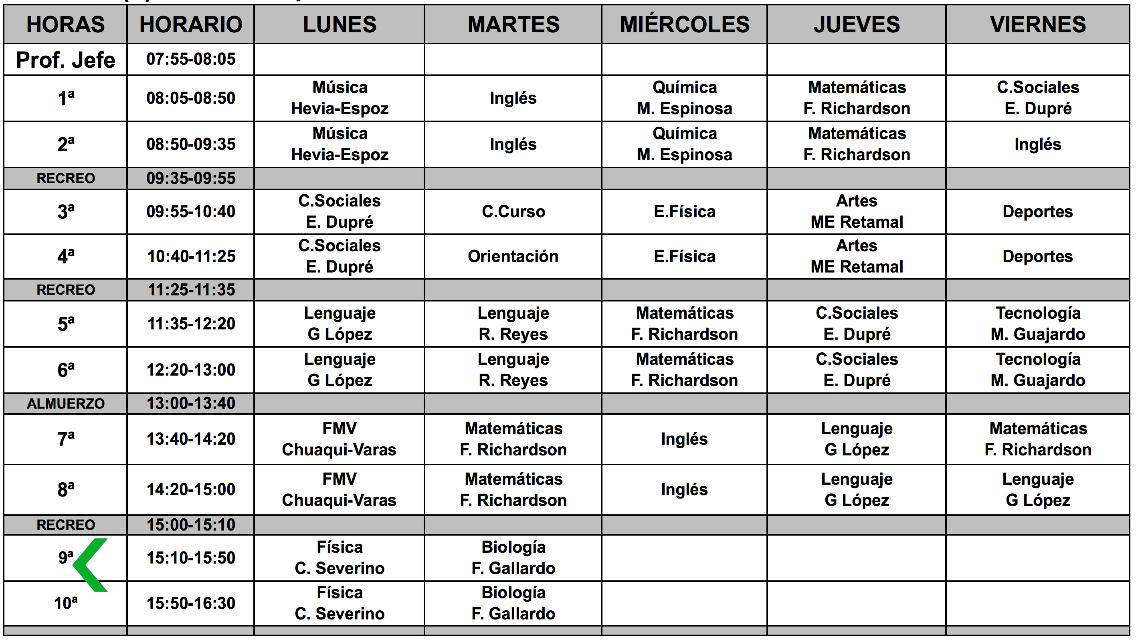 HORAS HORARIO LUNES MARTES MIÉRCOLES JUEVES VIERNES
Prof. Jefe 07:55-08:05
1ª 08:05-08:50 Música Hevia-Espoz Inglés Química M. Espinosa Matemáticas F. Richardson C.Sociales E. Dupré
2ª 08:50-09:35 Música Hevia-Espoz Inglés Química M. Espinosa Matemáticas F. Richardson Inglés
RECREO 09:35-09:55
3ª 09:55-10:40 C.Sociales E. Dupré C.Curso E.Física Artes ME Retamal Deportes
4ª 10:40-11:25 C.Sociales E. Dupré Orientación E.Física Artes ME Retamal Deportes
RECREO 11:25-11:35
5ª 11:35-12:20 Lenguaje G López Lenguaje R. Reyes Matemáticas F. Richardson C.Sociales E. Dupré Tecnología M. Guajardo
6ª 12:20-13:00 Lenguaje G López Lenguaje R. Reyes Matemáticas F. Richardson C.Sociales E. Dupré Tecnología M. Guajardo
ALMUERZO 13:00-13:40
7ª 13:40-14:20 FMV Chuaqui-Varas Matemáticas F. Richardson Inglés Lenguaje G López Matemáticas F. Richardson
8ª 14:20-15:00 FMV Chuaqui-Varas Matemáticas F. Richardson Inglés Lenguaje G López Lenguaje G López
RECREO 15:00-15:10
9ª 15:10-15:50 Física C. Severino Biología F. Gallardo
10ª 15:50-16:30 Física C. Severino Biología F. Gallardo